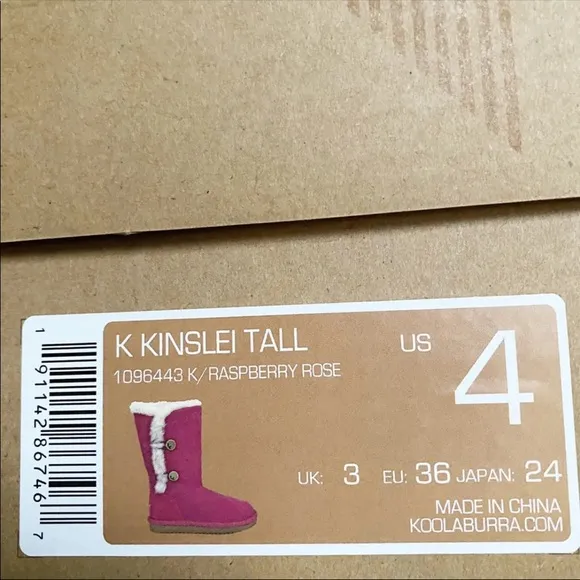 K KINSLEI TALL
1096443 K/RASPBERRY ROSE
US 4
UK: 3 EU: 36 JAPAN: 24
MADE IN CHINA
KOOLABURRA.COM
1 91142 86746 7